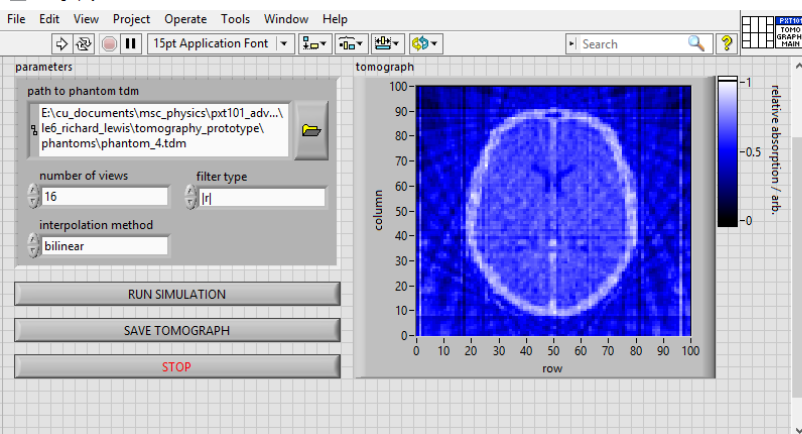 File Edit View Project Operate Tools Window Help
15pt Application Font
Search
PXT101
TOMO
GRAPH
MAIN
parameters
path to phantom tdm
E:\cu_documents\msc_physics\pxt101_adv...\
le6_richard_lewis\tomography_prototype\
phantoms\phantom_4.tdm
number of views
16
filter type
|r|
interpolation method
bilinear
RUN SIMULATION
SAVE TOMOGRAPH
STOP
tomograph
column
100
90
80
70
60
50
40
30
20
10
0
0 10 20 30 40 50 60 70 80 90 100
row
1
0.5
0
relative absorption / arb.